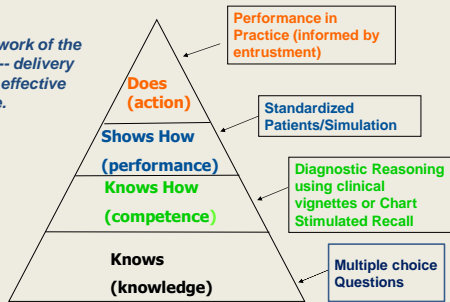 work of the
-- delivery
effective
e.
Performance in
Practice (informed by
entrustment)
Does
(action)
Standardized
Patients/Simulation
Shows How
(performance)
Diagnostic Reasoning
using clinical
vignettes or Chart
Stimulated Recall
Knows How
(competence)
Knows
(knowledge)
Multiple choice
Questions